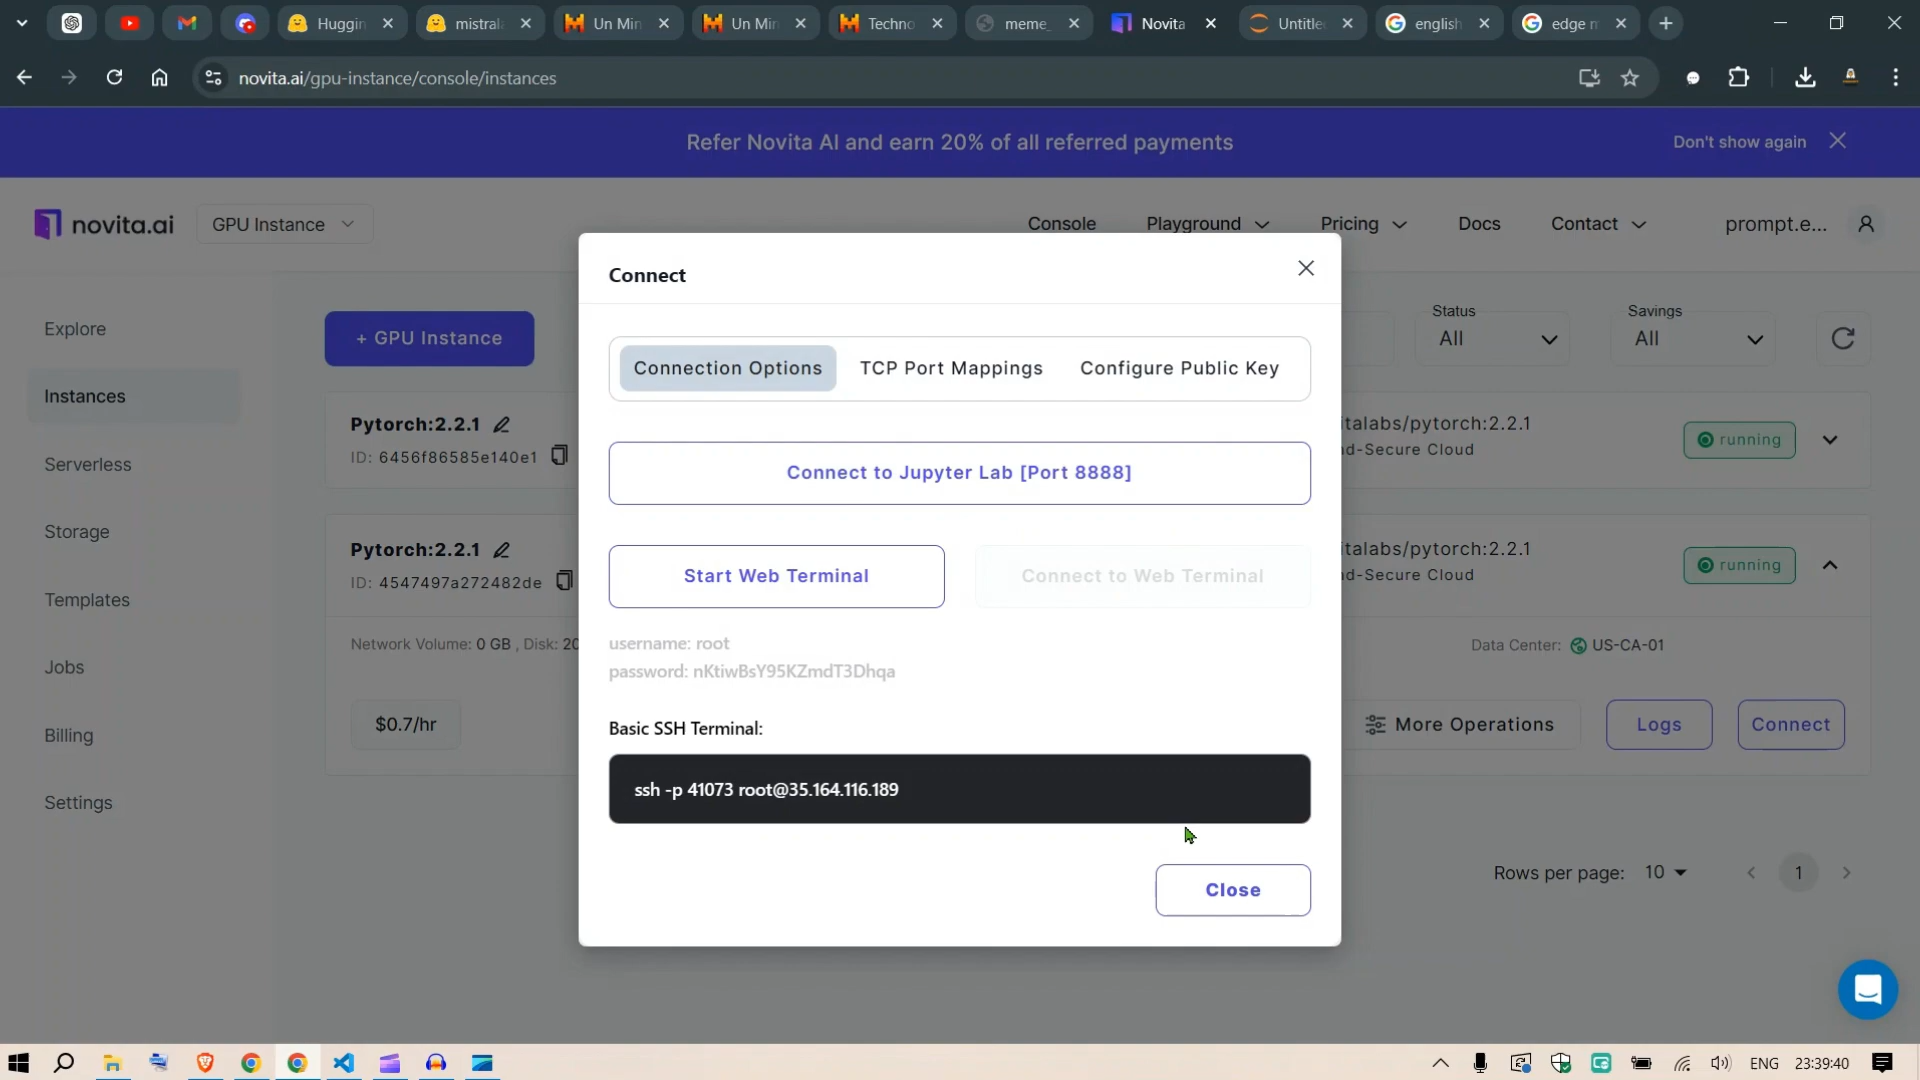 Huggin
mistral
Un Min
Un Min
Techno
meme_
Novita
Untitle
english
edge m
novita.ai/gpu-instance/console/instances
Refer Novita AI and earn 20% of all referred payments
Don't show again
novita.ai
GPU Instance
Console
Playground
Pricing
Docs
Contact
prompt.e...
Explore
Instances
Serverless
Storage
Templates
Jobs
Billing
Settings
+ GPU Instance
Status
All
Savings
All
Pytorch:2.2.1
ID: 6456f86585e140e1
italabs/pytorch:2.2.1
nd-Secure Cloud
running
Pytorch:2.2.1
ID: 4547497a272482de
italabs/pytorch:2.2.1
nd-Secure Cloud
running
Network Volume: 0 GB , Disk: 20
Data Center: US-CA-01
$0.7/hr
More Operations
Logs
Connect
Rows per page: 10
1
Connect
Connection Options
TCP Port Mappings
Configure Public Key
Connect to Jupyter Lab [Port 8888]
Start Web Terminal
Connect to Web Terminal
username: root
password: nKtiwBsY95KZmdT3Dhqa
Basic SSH Terminal:
ssh -p 41073 root@35.164.116.189
Close
ENG
23:39:40